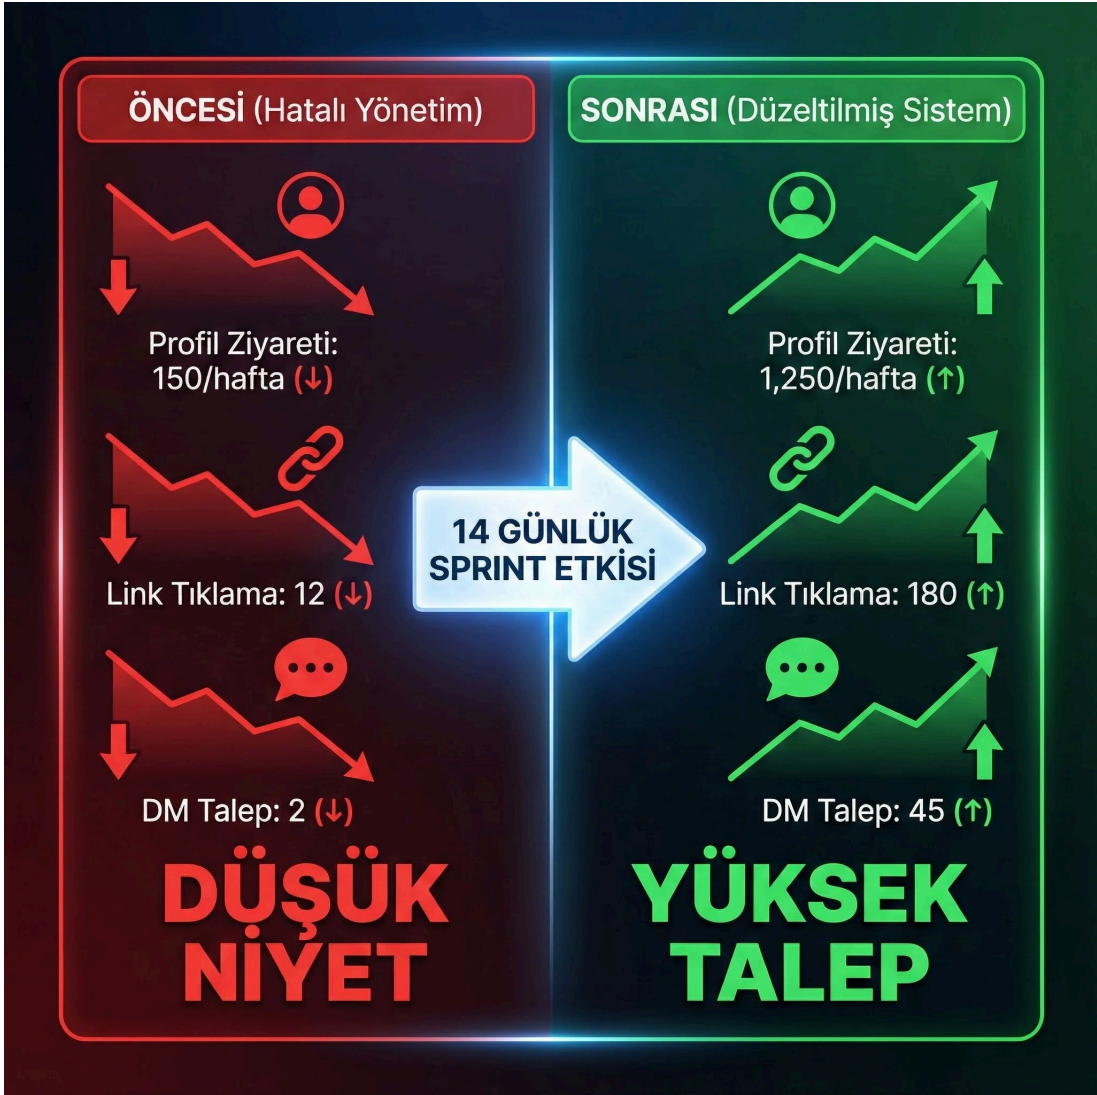 ÖNCESİ (Hatalı Yönetim)
Profil Ziyareti:
150/hafta (↓)
Link Tıklama: 12 (↓)
DM Talep: 2 (↓)
DÜŞÜK
NİYET
14 GÜNLÜK
SPRINT ETKİSİ
SONRASI (Düzeltilmiş Sistem)
Profil Ziyareti:
1,250/hafta (↑)
Link Tıklama: 180 (↑)
DM Talep: 45 (↑)
YÜKSEK
TALEP